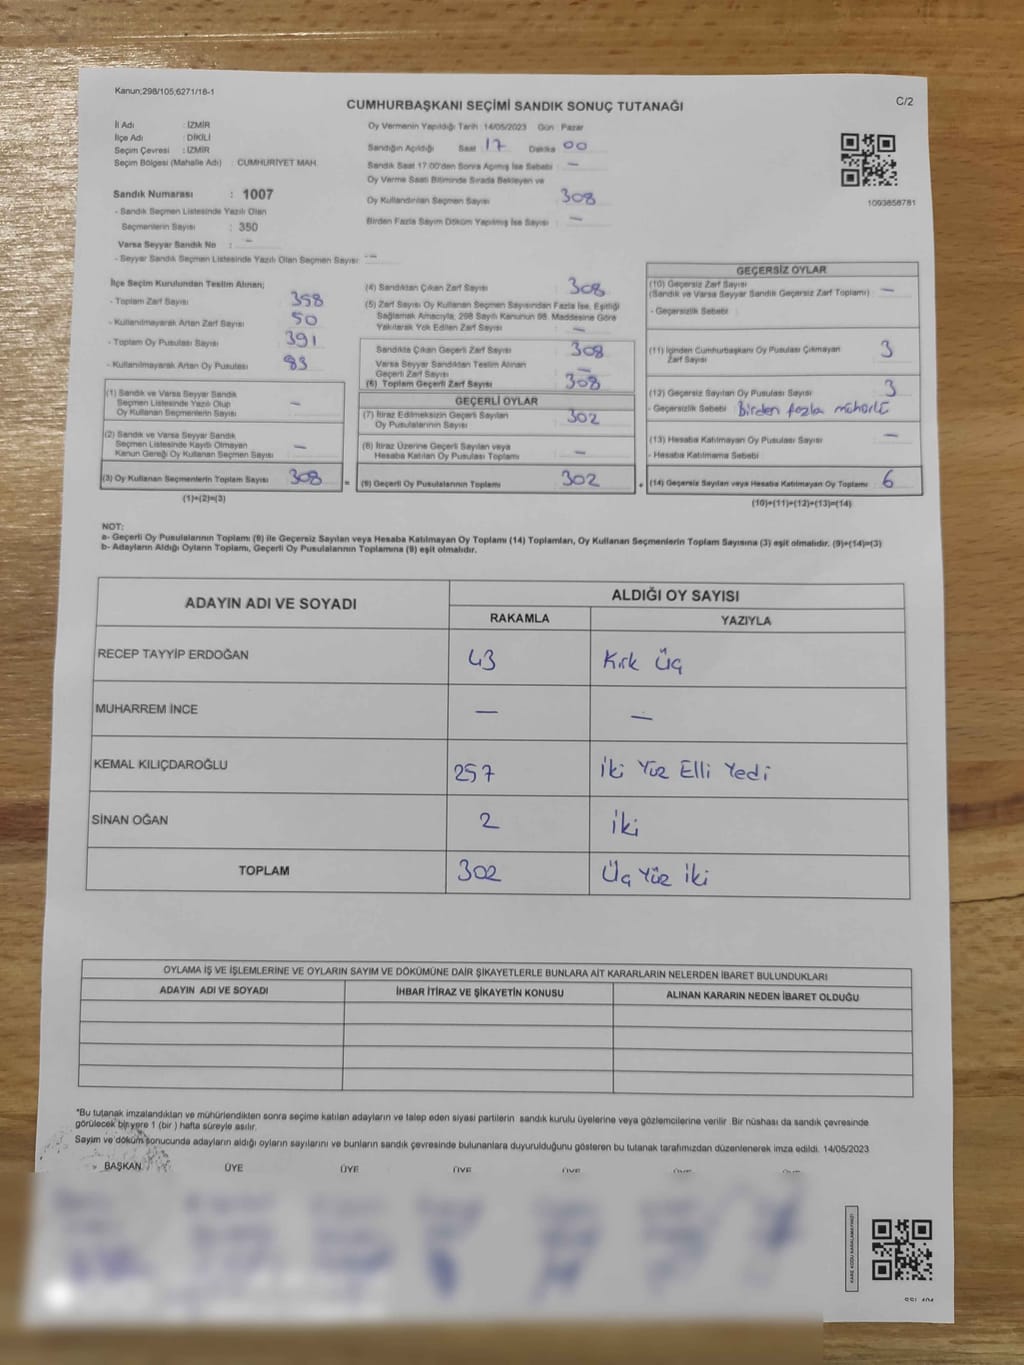 Kanun;298/105,6271/16-1
CUMHURBAŞKANI SEÇİMİ SANDIK SONUÇ TUTANAĞI
C/2
İl Adı : İZMİR
İlçe Adı : DİKİLİ
Seçim Çevresi : İZMİR
Seçim Bölgesi (Mahalle Adı) : CUMHURİYET MAH.
Sandık Numarası : 1007
- Sandık Seçmen Listesinde Yazılı Olan
Seçmenlerin Sayısı : 350
Varsa Seyyar Sandık No : -
- Seyyar Sandık Seçmen Listesinde Yazılı Olan Seçmen Sayısı : -
Oy Vermenin Yapıldığı Tarih :14/05/2023 Gün : Pazar
Sandığın Açıldığı Saat : 17 Dakika : 00
Sandık Saat 17:00'den Sonra Açılmış İse Sebebi : -
Oy Verme Saati Bitiminde Sırada Bekleyen ve
Oy Kullandırılan Seçmen Sayısı : 308
Birden Fazla Sayım Döküm Yapılmış İse Sayısı : -
1093858781
İlçe Seçim Kurulundan Teslim Alınan;
- Toplam Zarf Sayısı : 358
- Kullanılmayarak Artan Zarf Sayısı : 50
- Toplam Oy Pusulası Sayısı : 391
- Kullanılmayarak Artan Oy Pusulası : 83
(1) Sandık ve Varsa Seyyar Sandık
Seçmen Listesinde Yazılı Olup
Oy Kullanan Seçmenlerin Sayısı : -
(2) Sandık ve Varsa Seyyar Sandık
Seçmen Listesinde Kayıtlı Olmayan
Kanun Gereği Oy Kullanan Seçmen Sayısı : -
(3) Oy Kullanan Seçmenlerin Toplam Sayısı : 308
(1)+(2)=(3)
(4) Sandıktan Çıkan Zarf Sayısı : 308
(5) Zarf Sayısı Oy Kullanan Seçmen Sayısından Fazla İse, Eşitliği
Sağlamak Amacıyla, 298 Sayılı Kanunun 98. Maddesine Göre
Yakılarak Yok Edilen Zarf Sayısı : -
Sandıkta Çıkan Geçerli Zarf Sayısı : 308
Varsa Seyyar Sandıktan Teslim Alınan
Geçerli Zarf Sayısı : -
(6) Toplam Geçerli Zarf Sayısı : 308
GEÇERLİ OYLAR
(7) İtiraz Edilmeksizin Geçerli Sayılan
Oy Pusulalarının Sayısı : 302
(8) İtiraz Üzerine Geçerli Sayılan veya
Hesaba Katılan Oy Pusulası Toplamı : -
= (9) Geçerli Oy Pusulalarının Toplamı : 302 +
GEÇERSİZ OYLAR
(10) Geçersiz Zarf Sayısı
(Sandık ve Varsa Seyyar Sandık Geçersiz Zarf Toplamı) : -
- Geçersizlik Sebebi :
(11) İçinden Cumhurbaşkanı Oy Pusulası Çıkmayan
Zarf Sayısı : 3
(12) Geçersiz Sayılan Oy Pusulası Sayısı : 3
- Geçersizlik Sebebi : Birden fazla mühürlü
(13) Hesaba Katılmayan Oy Pusulası Sayısı : -
- Hesaba Katılmama Sebebi :
(14) Geçersiz Sayılan veya Hesaba Katılmayan Oy Toplamı : 6
(10)+(11)+(12)+(13)=(14)
NOT:
a- Geçerli Oy Pusulalarının Toplamı (9) ile Geçersiz Sayılan veya Hesaba Katılmayan Oy Toplamı (14) Toplamları, Oy Kullanan Seçmenlerin Toplam Sayısına (3) eşit olmalıdır. (9)+(14)=(3)
b- Adayların Aldığı Oyların Toplamı, Geçerli Oy Pusulalarının Toplamına (9) eşit olmalıdır.
ADAYIN ADI VE SOYADI ALDIĞI OY SAYISI
RAKAMLA YAZIYLA
RECEP TAYYİP ERDOĞAN 43 Kırk Üç
MUHARREM İNCE - -
KEMAL KILIÇDAROĞLU 257 İki Yüz Elli Yedi
SİNAN OĞAN 2 İki
TOPLAM 302 Üç Yüz İki
OYLAMA İŞ VE İŞLEMLERİNE VE OYLARIN SAYIM VE DÖKÜMÜNE DAİR ŞİKAYETLERLE BUNLARA AİT KARARLARIN NELERDEN İBARET BULUNDUKLARI
ADAYIN ADI VE SOYADI İHBAR İTİRAZ VE ŞİKAYETİN KONUSU ALINAN KARARIN NEDEN İBARET OLDUĞU
*Bu tutanak imzalandıktan ve mühürlendikten sonra seçime katılan adayların ve talep eden siyasi partilerin sandık kurulu üyelerine veya gözlemcilerine verilir. Bir nüshası da sandık çevresinde
görülecek bir yere 1 (bir) hafta süreyle asılır.
Sayım ve döküm sonucunda adayların aldığı oyların sayılarını ve bunların sandık çevresinde bulunanlara duyurulduğunu gösteren bu tutanak tarafımızdan düzenlenerek imza edildi. 14/05/2023
BAŞKAN ÜYE ÜYE ÜYE ÜYE ÜYE ÜYE
KARE KODU KARALAMAYINIZ!